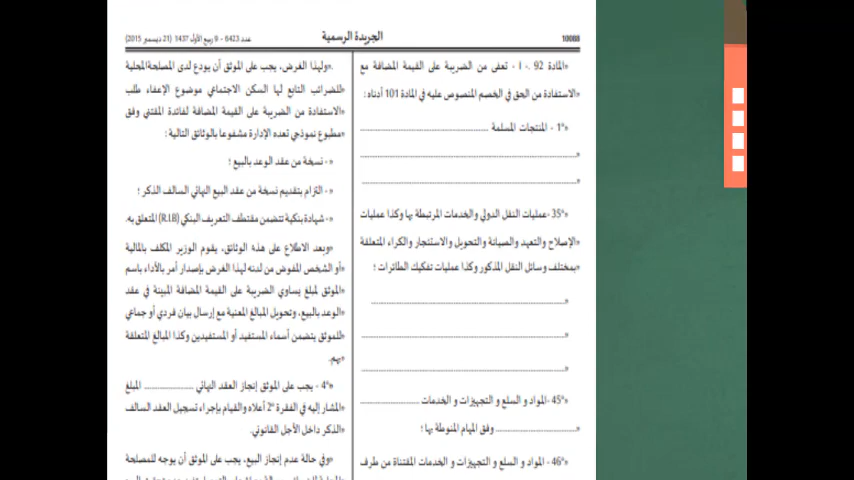 10088
الجريدة الرسمية
عدد 6423 - 9 ربيع الأول 1437 (21 ديسمبر 2015)
«المادة 92. - I - تعفى من الضريبة على القيمة المضافة مع
الاستفادة من الحق في الخصم المنصوص عليه في المادة 101 أدناه :
«1° - المنتجات المسلمة ................................
«................................
«................................
«35° - عمليات النقل الدولي والخدمات المرتبطة بها وكذا عمليات
«الإصلاح والتعهد والصيانة والتحويل والاستئجار والكراء المتعلقة
«بمختلف وسائل النقل المذكور وكذا عمليات تفكيك الطائرات ؛
«................................
«................................
«................................
«45° - المواد و السلع و التجهيزات و الخدمات ................
«................ وفق المهام المنوطة بها ؛
«46° - المواد و السلع و التجهيزات و الخدمات المقتناة من طرف
.«ولهذا الغرض، يجب على الموثق أن يودع لدى المصلحة المحلية
«للضرائب التابع لها السكن الاجتماعي موضوع الإعفاء طلب
«الاستفادة من الضريبة على القيمة المضافة لفائدة المقتني وفق
«مطبوع نموذجي تعده الإدارة مشفوعا بالوثائق التالية :
«- نسخة من عقد الوعد بالبيع ؛
«- التزام بتقديم نسخة من عقد البيع النهائي السالف الذكر ؛
«- شهادة بنكية تتضمن مقتطف التعريف البنكي (R.I.B) المتعلق به.
«وبعد الاطلاع على هذه الوثائق، يقوم الوزير المكلف بالمالية
«أو الشخص المفوض من لدنه لهذا الغرض بإصدار أمر بالأداء باسم
«الموثق لمبلغ يساوي الضريبة على القيمة المضافة المبينة في عقد
«الوعد بالبيع، وتحويل المبالغ المعنية مع إرسال بيان فردي أو جماعي
«للموثق يتضمن أسماء المستفيد أو المستفيدين وكذا المبالغ المتعلقة
«بهم.
«4° - يجب على الموثق إنجاز العقد النهائي ................ المبلغ
«المشار إليه في الفقرة 2° أعلاه والقيام بإجراء تسجيل العقد السالف
«الذكر داخل الأجل القانوني.
«وفي حالة عدم إنجاز البيع، يجب على الموثق أن يوجه للمصلحة